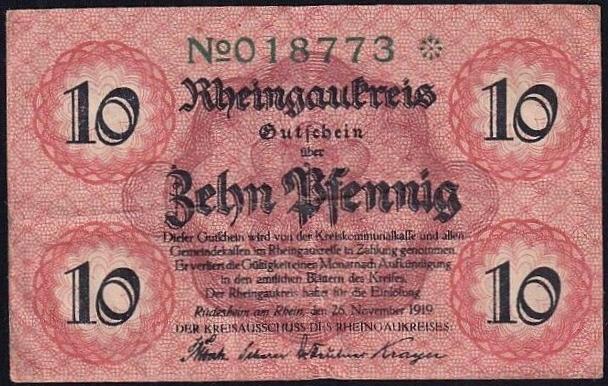 №018773 ※
10 Rheingaukreis 10
Gutschein
über
Zehn Pfennig
Dieser Gutschein wird von der Kreiskommunalkasse und allen
Gemeindekassen im Rheingaukreise in Zahlung genommen.
Er verliert die Gültigkeit einen Monat nach Aufkündigung
in den amtlichen Blättern des Kreises.
Der Rheingaukreis haftet für die Einlösung.
10 10
Rüdesheim am Rhein, den 26. November 1919
DER KREISAUSSCHUSS DES RHEINGAUKREISES: